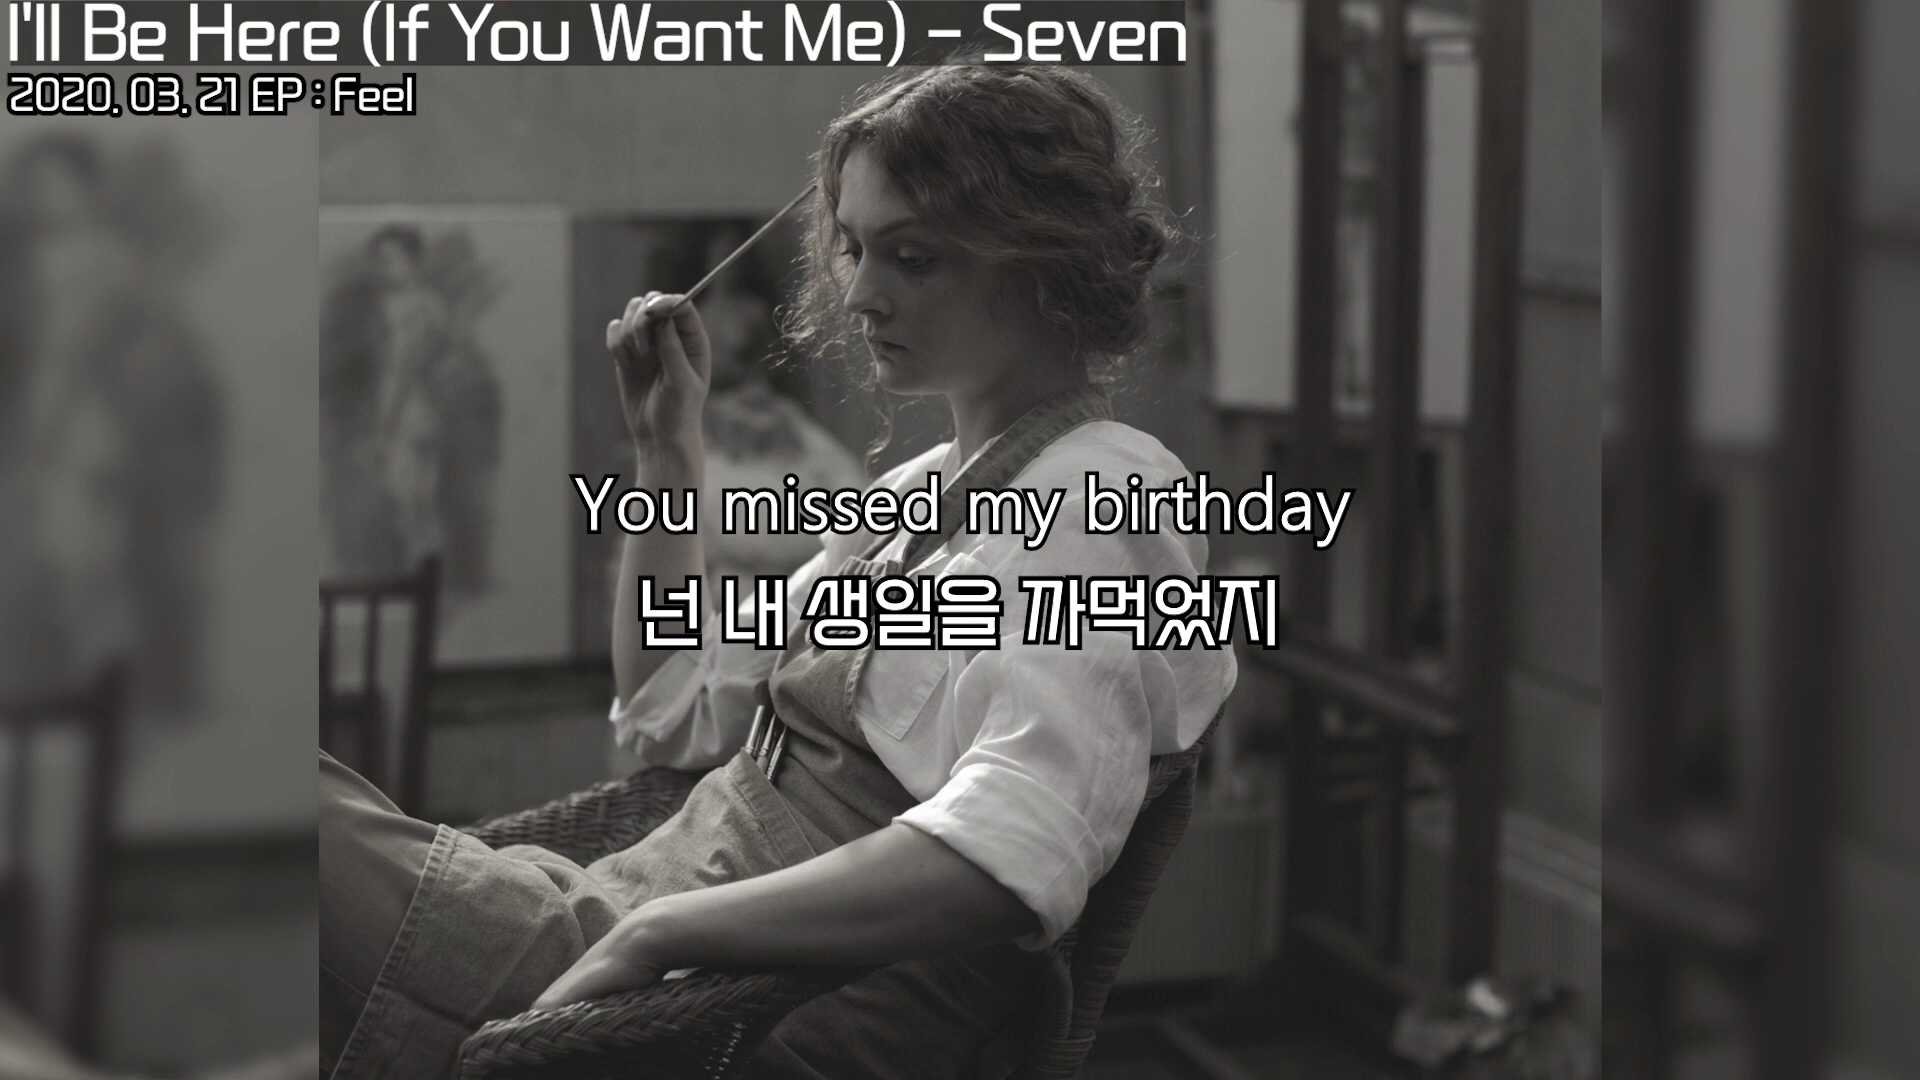 I'll Be Here (If You Want Me) - Seven
2020. 03. 21 EP : Feel
You missed my birthday
넌 내 생일을 까먹었지